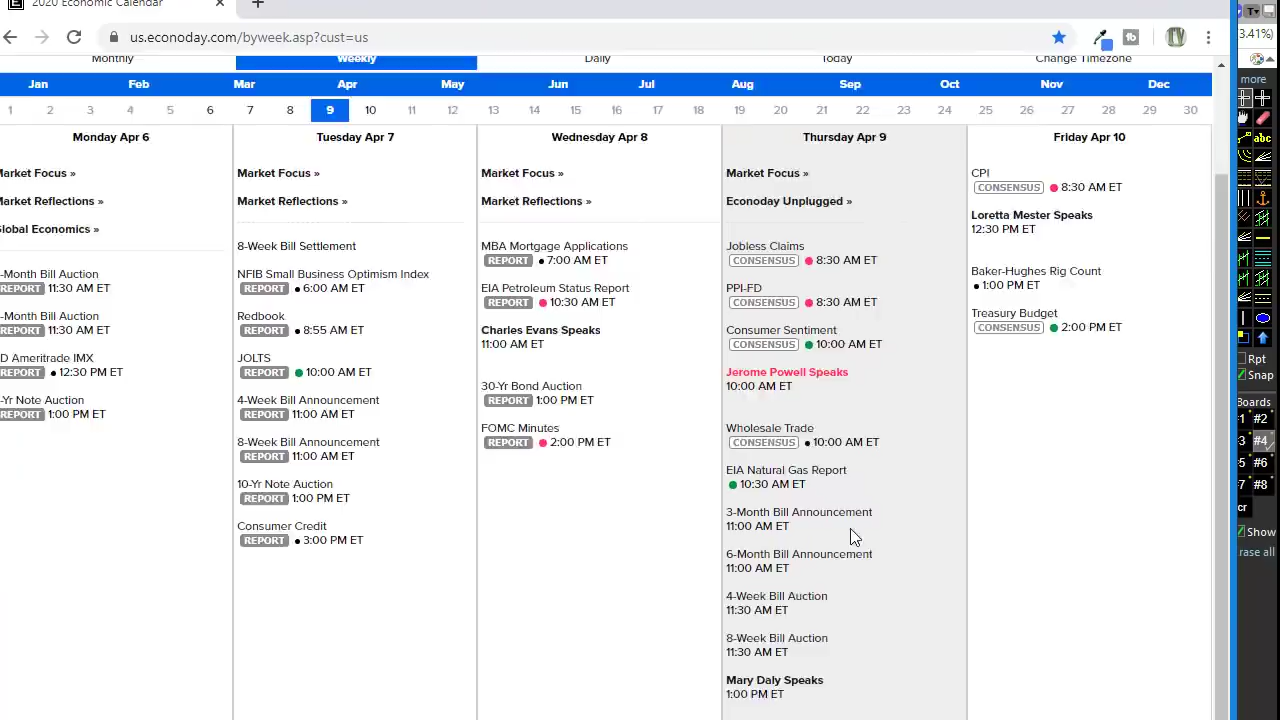 2020 Economic Calendar
us.econoday.com/byweek.asp?cust=us
Monthly Weekly Daily Today Change Timezone
Jan Feb Mar Apr May Jun Jul Aug Sep Oct Nov Dec
1 2 3 4 5 6 7 8 9 10 11 12 13 14 15 16 17 18 19 20 21 22 23 24 25 26 27 28 29 30
Monday Apr 6
Market Focus »
Market Reflections »
Global Economics »
-Month Bill Auction
REPORT 11:30 AM ET
-Month Bill Auction
REPORT 11:30 AM ET
D Ameritrade IMX
REPORT 12:30 PM ET
-Yr Note Auction
REPORT 1:00 PM ET
Tuesday Apr 7
Market Focus »
Market Reflections »
8-Week Bill Settlement
NFIB Small Business Optimism Index
REPORT 6:00 AM ET
Redbook
REPORT 8:55 AM ET
JOLTS
REPORT 10:00 AM ET
4-Week Bill Announcement
REPORT 11:00 AM ET
8-Week Bill Announcement
REPORT 11:00 AM ET
10-Yr Note Auction
REPORT 1:00 PM ET
Consumer Credit
REPORT 3:00 PM ET
Wednesday Apr 8
Market Focus »
Market Reflections »
MBA Mortgage Applications
REPORT 7:00 AM ET
EIA Petroleum Status Report
REPORT 10:30 AM ET
Charles Evans Speaks
11:00 AM ET
30-Yr Bond Auction
REPORT 1:00 PM ET
FOMC Minutes
REPORT 2:00 PM ET
Thursday Apr 9
Market Focus »
Econoday Unplugged »
Jobless Claims
CONSENSUS 8:30 AM ET
PPI-FD
CONSENSUS 8:30 AM ET
Consumer Sentiment
CONSENSUS 10:00 AM ET
Jerome Powell Speaks
10:00 AM ET
Wholesale Trade
CONSENSUS 10:00 AM ET
EIA Natural Gas Report
10:30 AM ET
3-Month Bill Announcement
11:00 AM ET
6-Month Bill Announcement
11:00 AM ET
4-Week Bill Auction
11:30 AM ET
8-Week Bill Auction
11:30 AM ET
Mary Daly Speaks
1:00 PM ET
Friday Apr 10
CPI
CONSENSUS 8:30 AM ET
Loretta Mester Speaks
12:30 PM ET
Baker-Hughes Rig Count
1:00 PM ET
Treasury Budget
CONSENSUS 2:00 PM ET
3.41%)
more
abc
Rpt
Snap
Boards
#1 #2
#3 #4
#5 #6
#7 #8
cr
Show
rase all